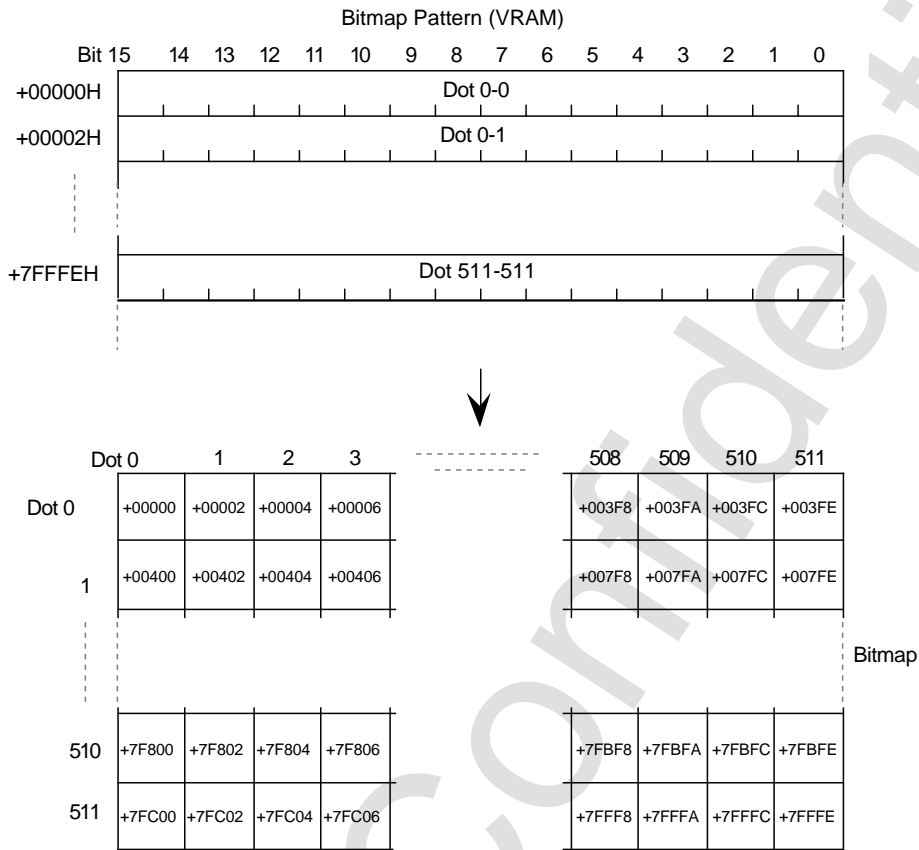 Bitmap Pattern (VRAM)
Bit 15 14 13 12 11 10 9 8 7 6 5 4 3 2 1 0
+00000H Dot 0-0
+00002H Dot 0-1
+7FFFEH Dot 511-511
Dot 0 1 2 3 508 509 510 511
Dot 0 +00000 +00002 +00004 +00006 +003F8 +003FA +003FC +003FE
1 +00400 +00402 +00404 +00406 +007F8 +007FA +007FC +007FE
Bitmap
510 +7F800 +7F802 +7F804 +7F806 +7FBF8 +7FBFA +7FBFC +7FBFE
511 +7FC00 +7FC02 +7FC04 +7FC06 +7FFF8 +7FFFA +7FFFC +7FFFE
Confidenti